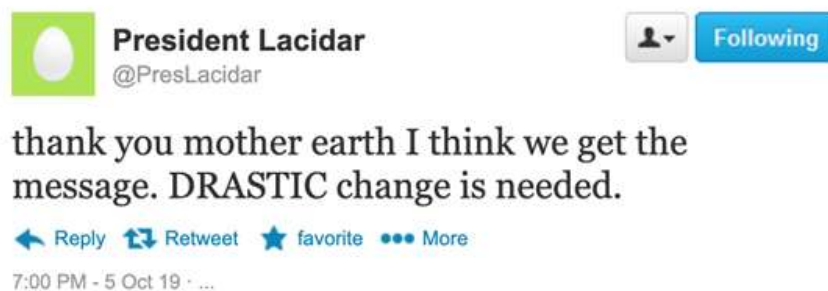 President Lacidar
Following
@PresLacidar
thank you mother earth I think we get the
message. DRASTIC change is needed.
Reply Retweet favorite More
7:00 PM - 5 Oct 19 · ...